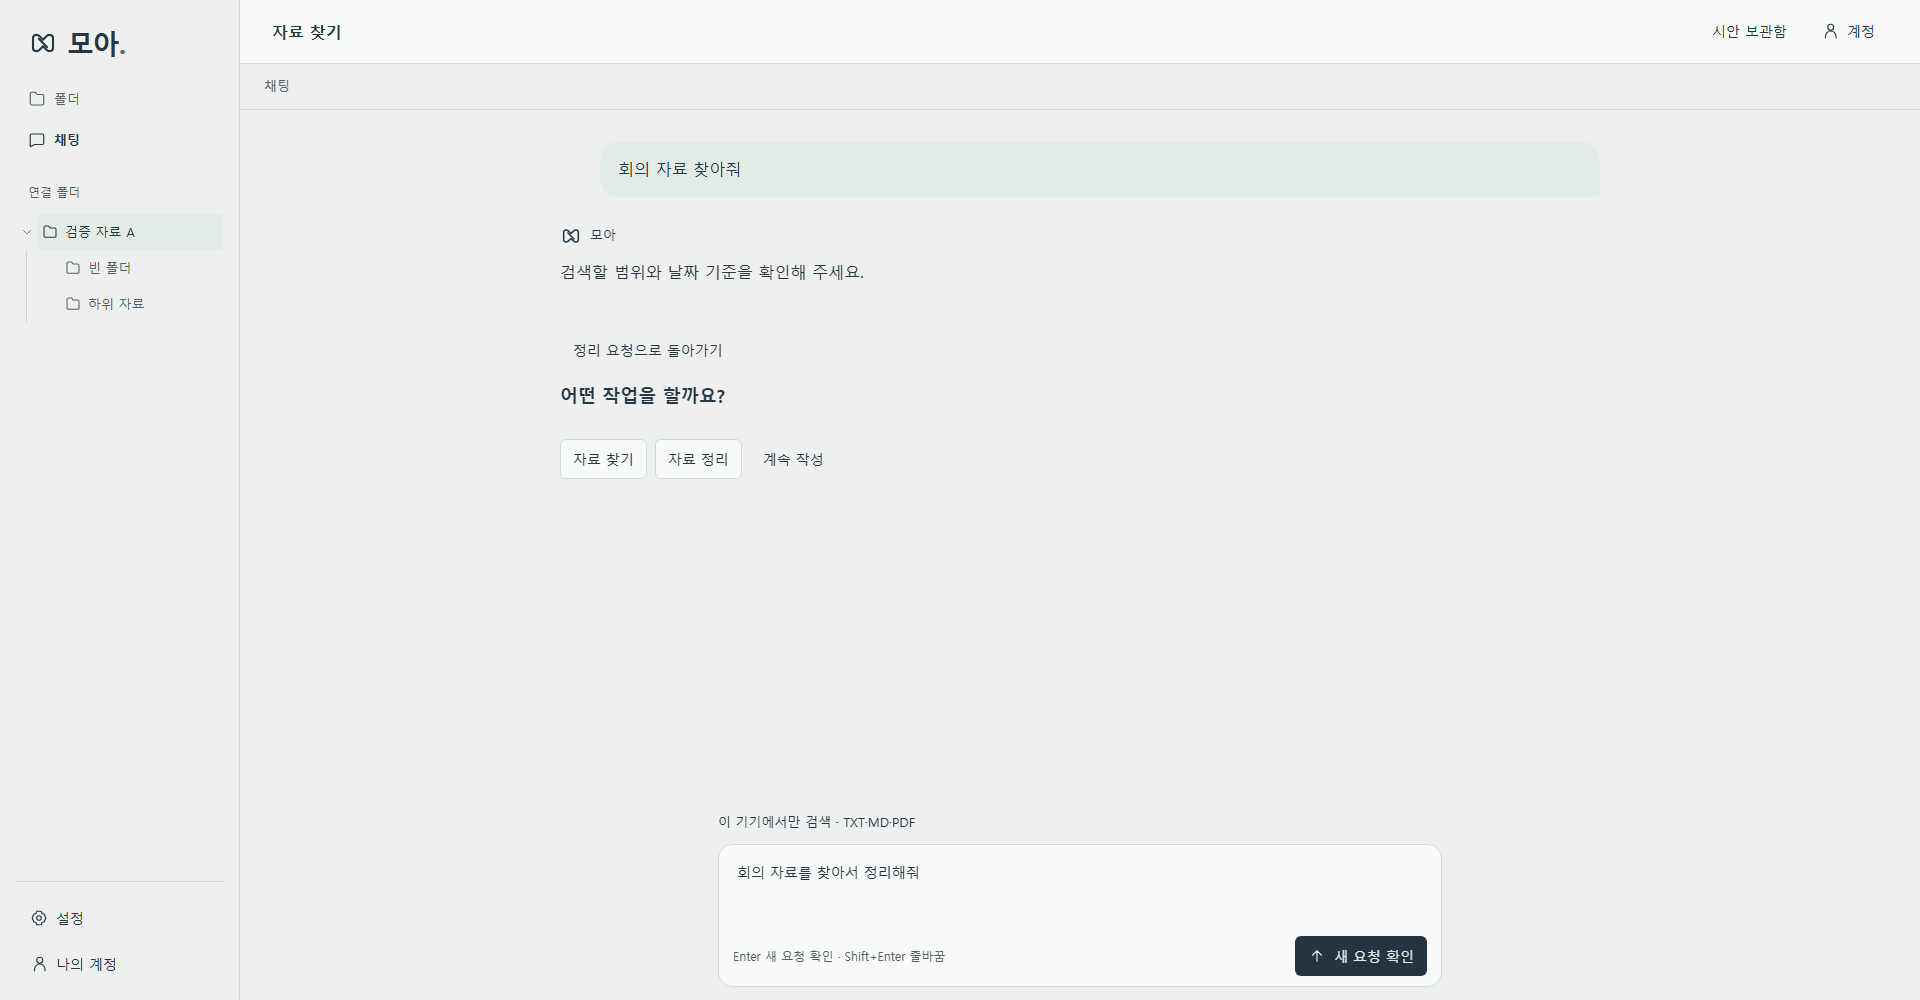 모아.
폴더
채팅
연결 폴더
검증 자료 A
빈 폴더
하위 자료
설정
나의 계정
자료 찾기
시안 보관함
계정
채팅
회의 자료 찾아줘
모아
검색할 범위와 날짜 기준을 확인해 주세요.
정리 요청으로 돌아가기
어떤 작업을 할까요?
자료 찾기
자료 정리
계속 작성
이 기기에서만 검색 · TXT·MD·PDF
회의 자료를 찾아서 정리해줘
Enter 새 요청 확인 · Shift+Enter 줄바꿈
새 요청 확인